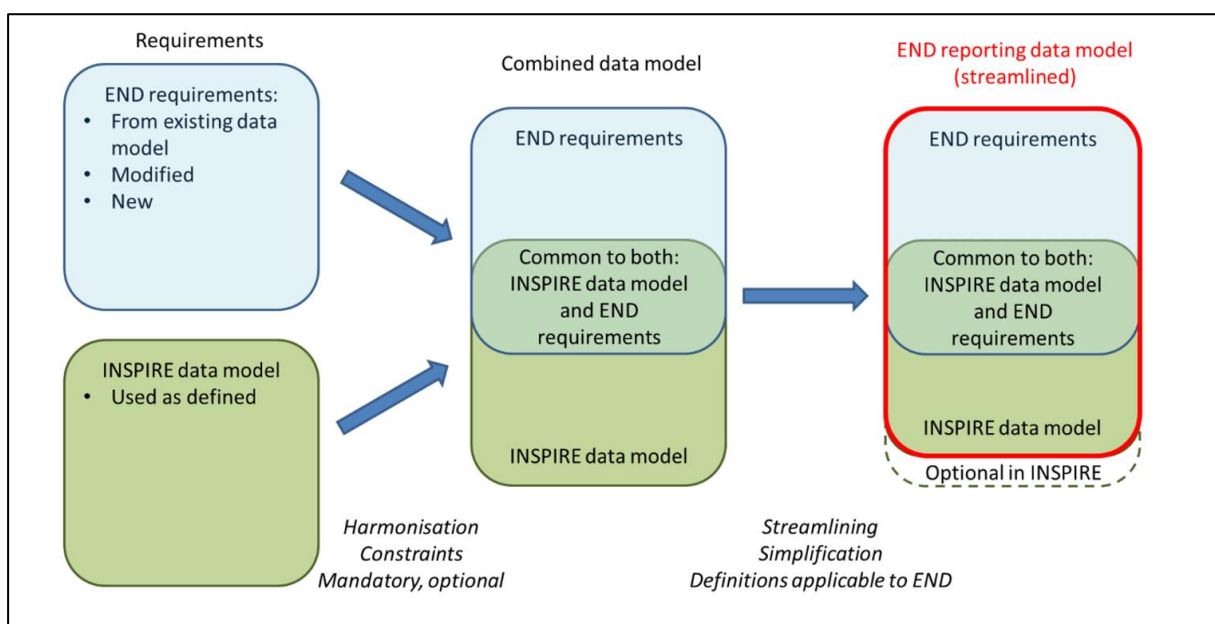 Requirements
END requirements:
• From existing data
model
• Modified
• New
INSPIRE data model
• Used as defined
Harmonisation
Constraints
Mandatory, optional
Combined data model
END requirements
Common to both:
INSPIRE data model
and END
requirements
INSPIRE data model
Streamlining
Simplification
Definitions applicable to END
END reporting data model
(streamlined)
END requirements
Common to both:
INSPIRE data model
and END
requirements
INSPIRE data model
Optional in INSPIRE